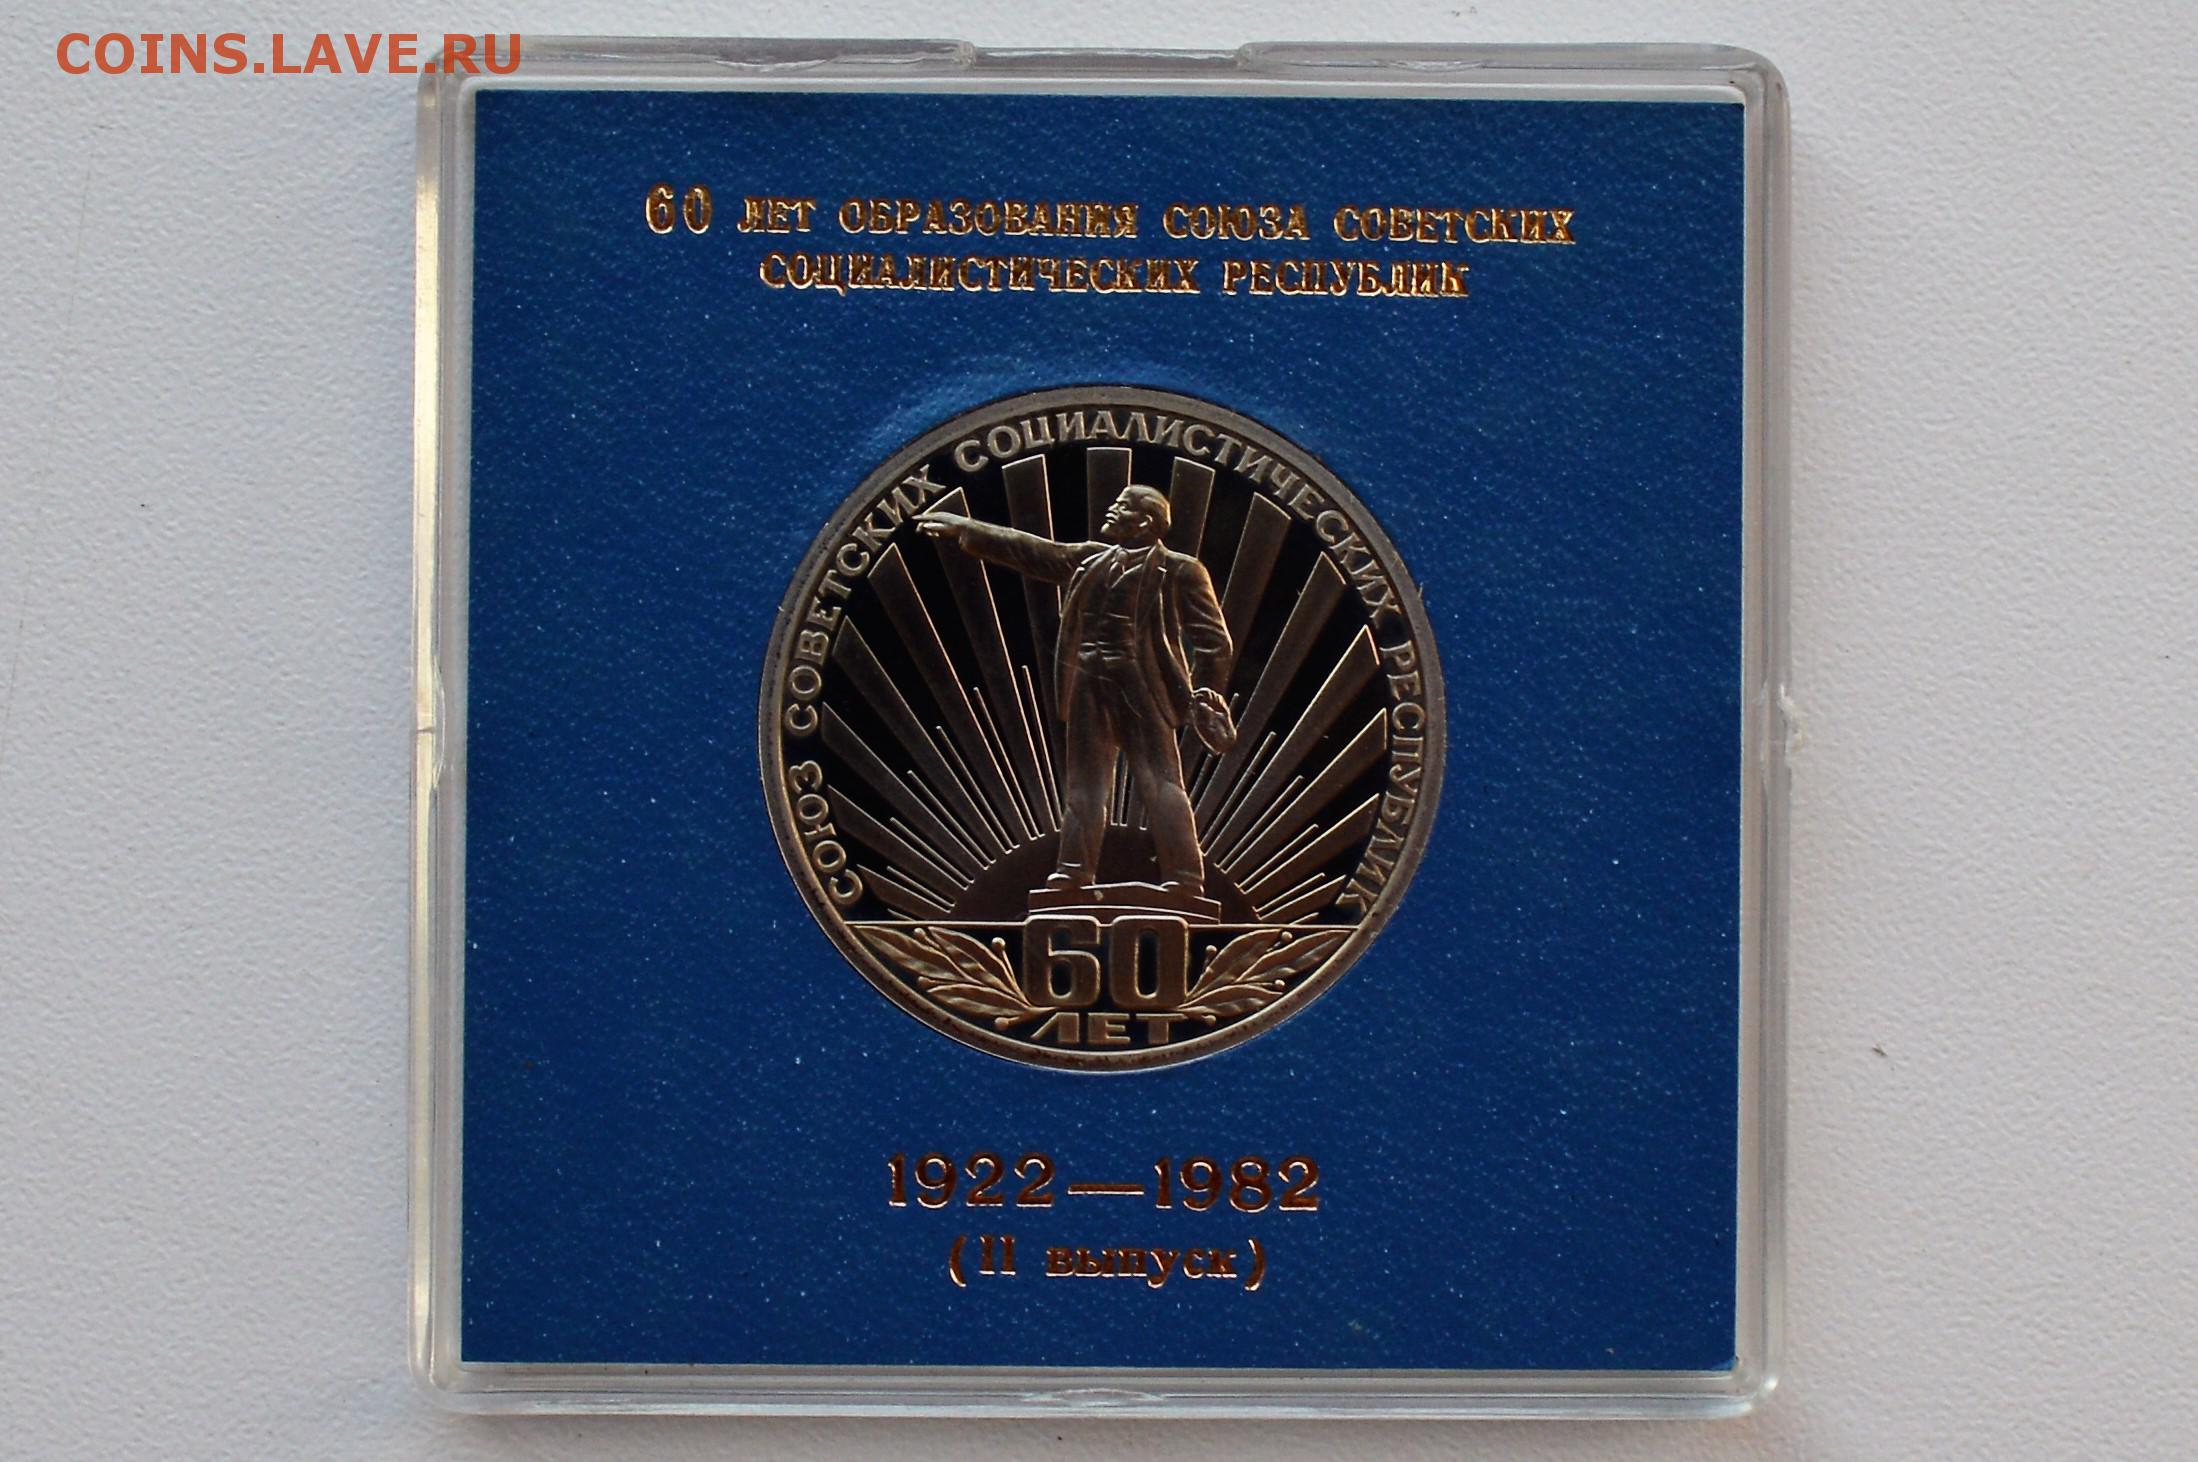 COINS.LAVE.RU
60 ЛЕТ ОБРАЗОВАНИЯ СОЮЗА СОВЕТСКИХ
СОЦИАЛИСТИЧЕСКИХ РЕСПУБЛИК
СОЮЗ СОВЕТСКИХ СОЦИАЛИСТИЧЕСКИХ РЕСПУБЛИК
60
ЛЕТ
1922—1982
(II выпуск)